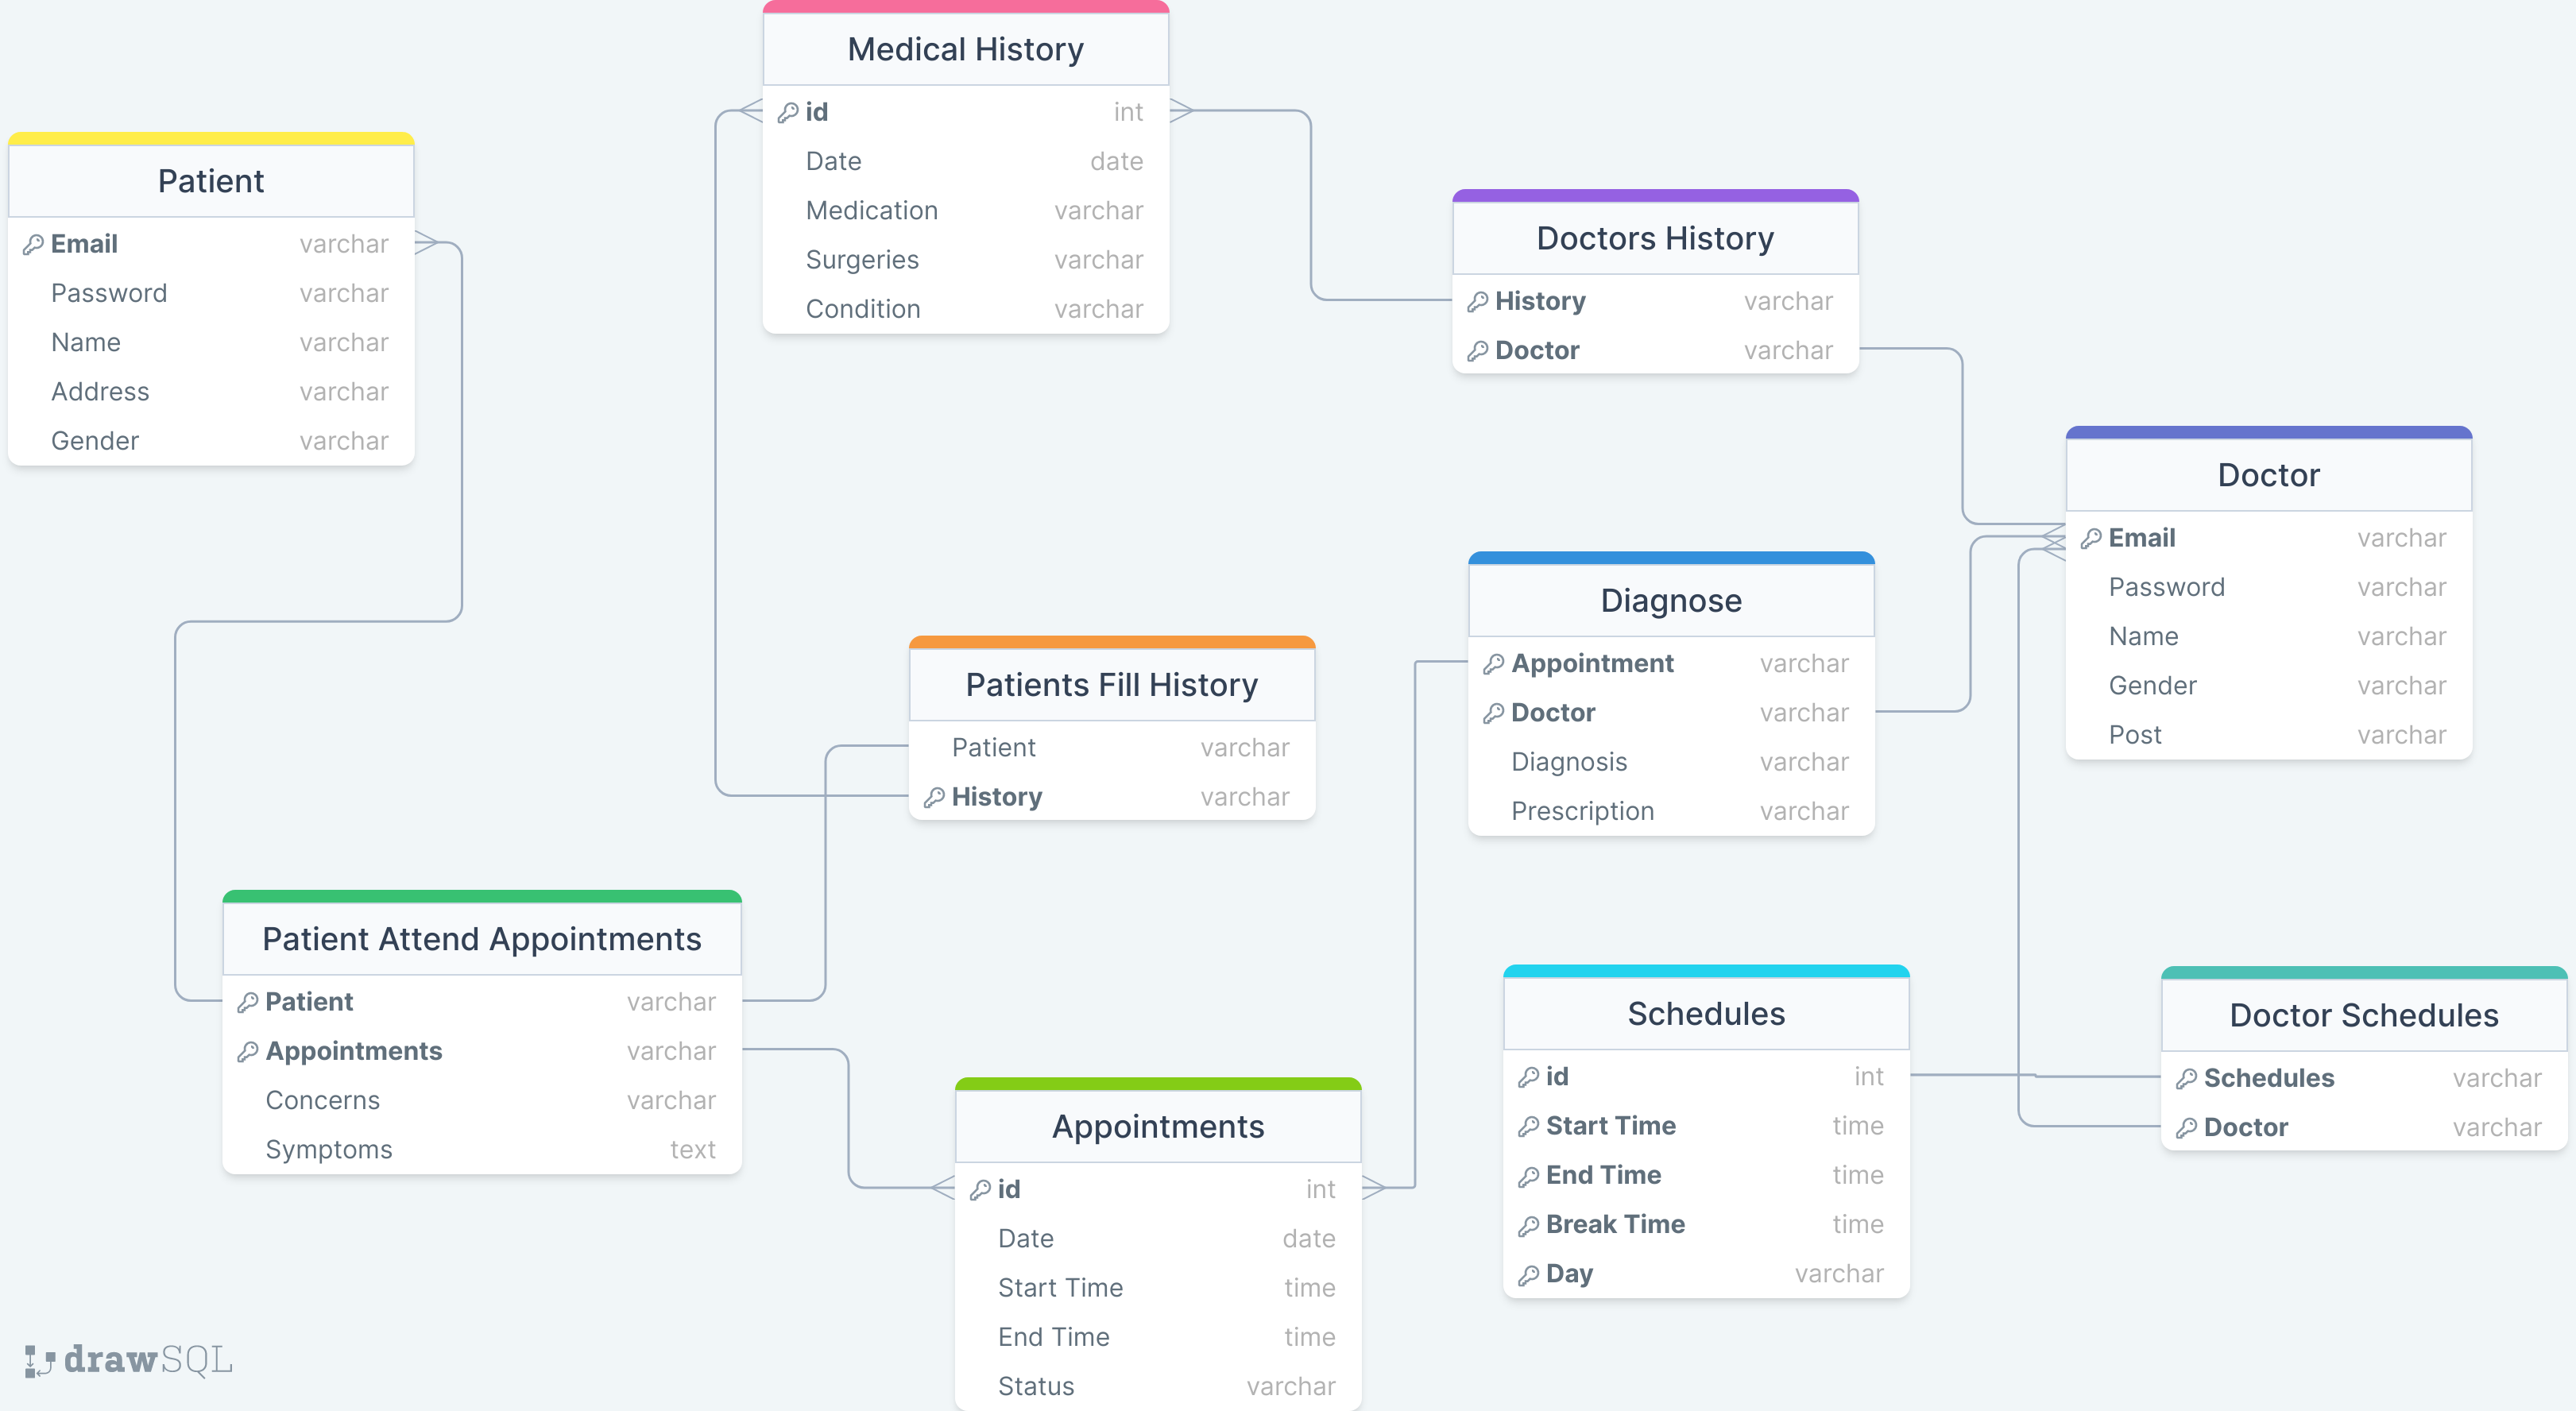 Medical History
id int
Date date
Medication varchar
Surgeries varchar
Condition varchar
Patient
Email varchar
Password varchar
Name varchar
Address varchar
Gender varchar
Doctors History
History varchar
Doctor varchar
Doctor
Email varchar
Password varchar
Name varchar
Gender varchar
Post varchar
Diagnose
Appointment varchar
Doctor varchar
Diagnosis varchar
Prescription varchar
Patients Fill History
Patient varchar
History varchar
Patient Attend Appointments
Patient varchar
Appointments varchar
Concerns varchar
Symptoms text
Appointments
id int
Date date
Start Time time
End Time time
Status varchar
Schedules
id int
Start Time time
End Time time
Break Time time
Day varchar
Doctor Schedules
Schedules varchar
Doctor varchar
drawSQL